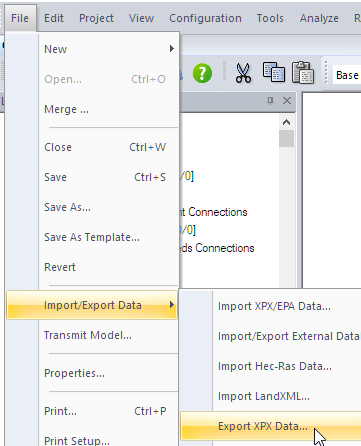 File Edit Project View Configuration Tools Analyze R
New
Open... Ctrl+O
Base
Merge ...
Close Ctrl+W
Save Ctrl+S
/0]
Save As...
nt Connections
/0]
Save As Template...
eds Connections
Revert
Import/Export Data
Import XPX/EPA Data...
Transmit Model...
Import/Export External Data
Import Hec-Ras Data...
Properties...
Import LandXML...
Print... Ctrl+P
Export XPX Data...
Print Setup...